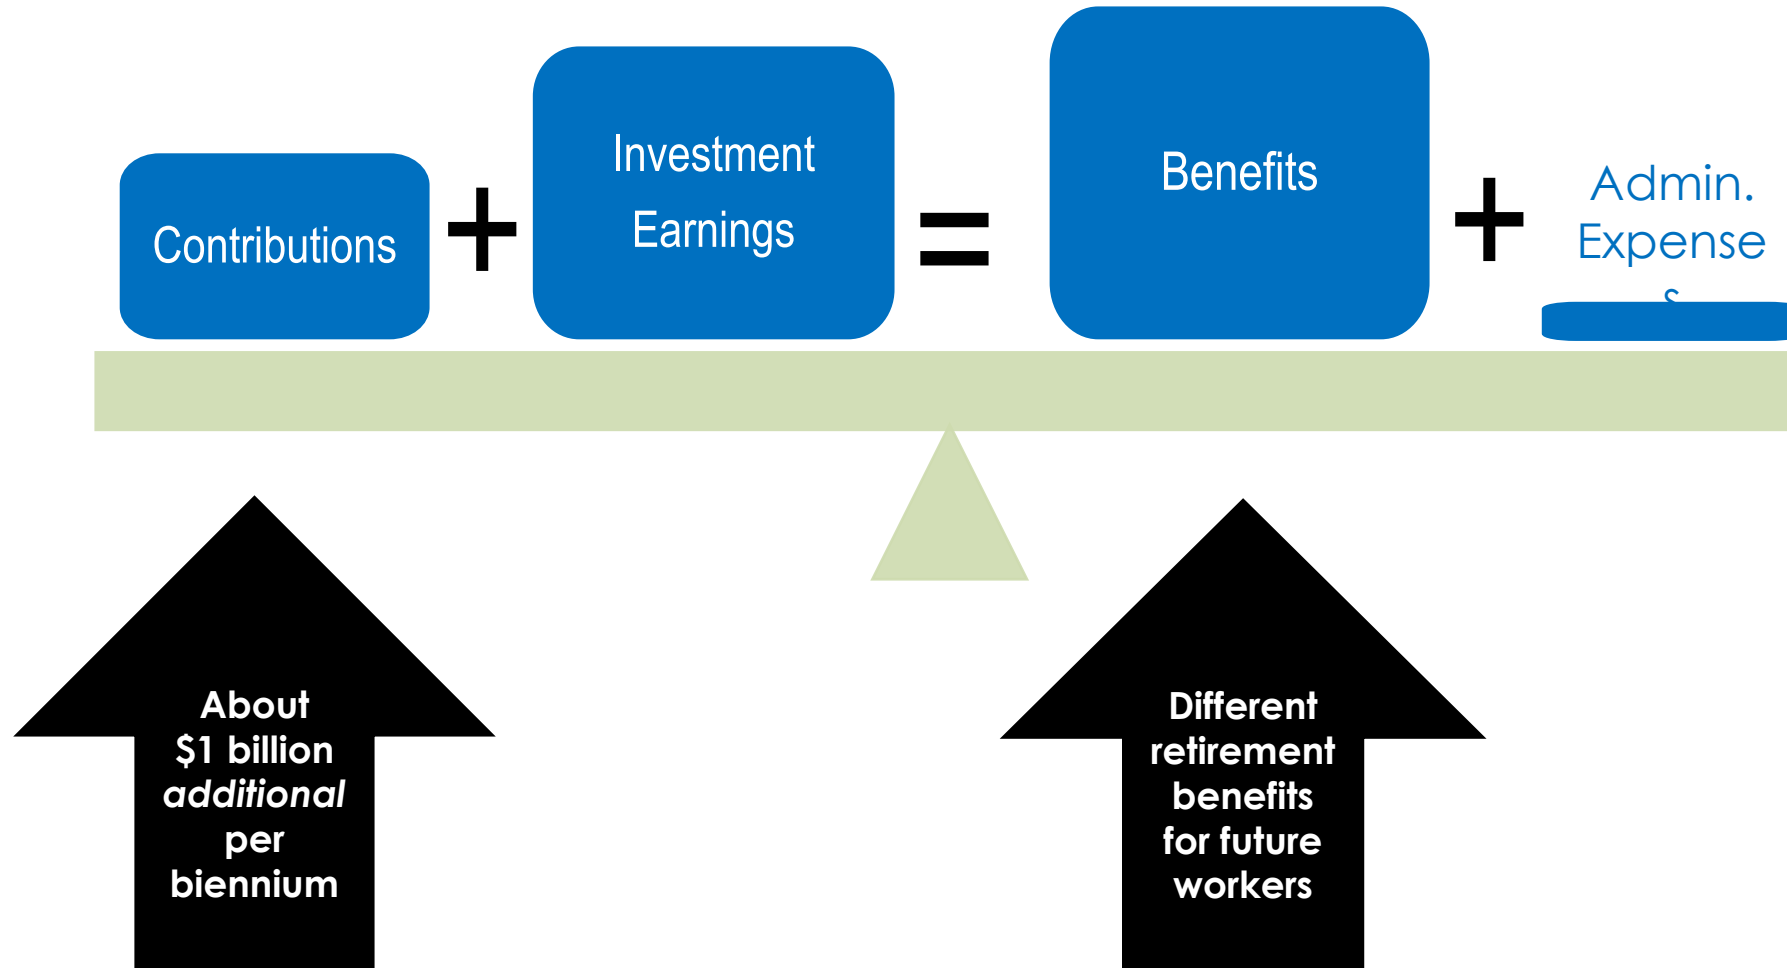 Contributions
+
Investment
Earnings
=
Benefits
+
Admin.
Expense
s
About
$1 billion
additional
per
biennium
Different
retirement
benefits
for future
workers